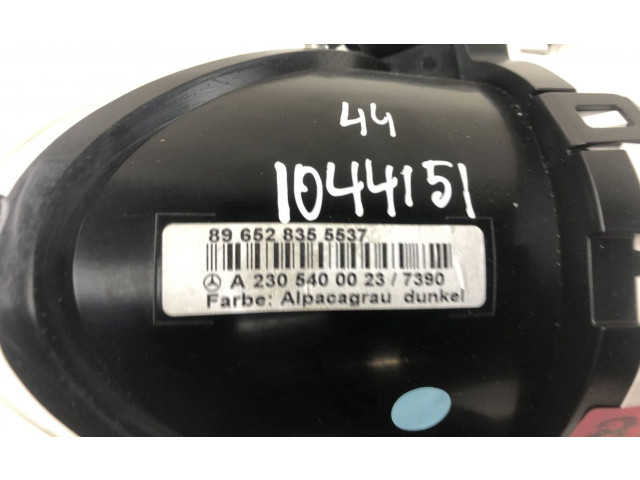 44
1044151
89 652 835 5537
A 230 540 00 23 / 7390
Farbe: Alpacagrau dunkel